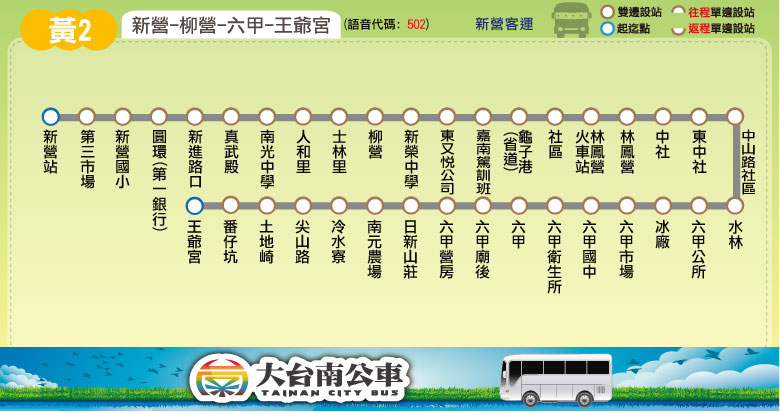 黃2
新營-柳營-六甲-王爺宮
(語音代碼: 502)
新營客運
雙邊設站
往程單邊設站
起迄點
返程單邊設站
新營站
第三市場
新營國小
圓環(第一銀行)
新進路口
真武殿
南光中學
人和里
士林里
柳營
新榮中學
東又悅公司
嘉南駕訓班
龜子港(省道)
社區
林鳳營火車站
林鳳營
中社
東中社
中山路社區
王爺宮
番仔坑
土地崎
尖山路
冷水寮
南元農場
日新山莊
六甲營房
六甲廟後
六甲
六甲衛生所
六甲國中
六甲市場
冰廠
六甲公所
水林
大台南公車
TAINAN CITY BUS